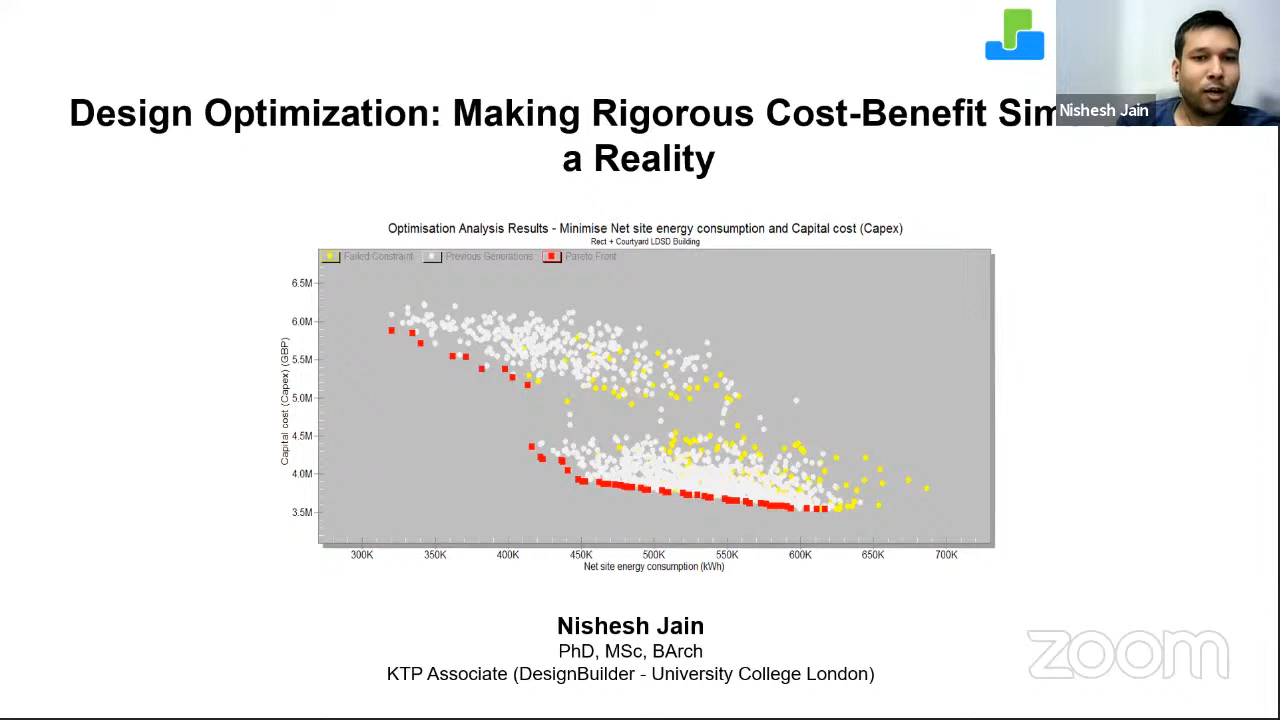 Design Optimization: Making Rigorous Cost-Benefit Sim
a Reality
Nishesh Jain
Optimisation Analysis Results - Minimise Net site energy consumption and Capital cost (Capex)
Rect + Courtyard LDSD Building
Failed Constraint Previous Generations Pareto Front
Capital cost (Capex) (GBP)
6.5M
6.0M
5.5M
5.0M
4.5M
4.0M
3.5M
300K 350K 400K 450K 500K 550K 600K 650K 700K
Net site energy consumption (kWh)
Nishesh Jain
PhD, MSc, BArch
KTP Associate (DesignBuilder - University College London)
zoom